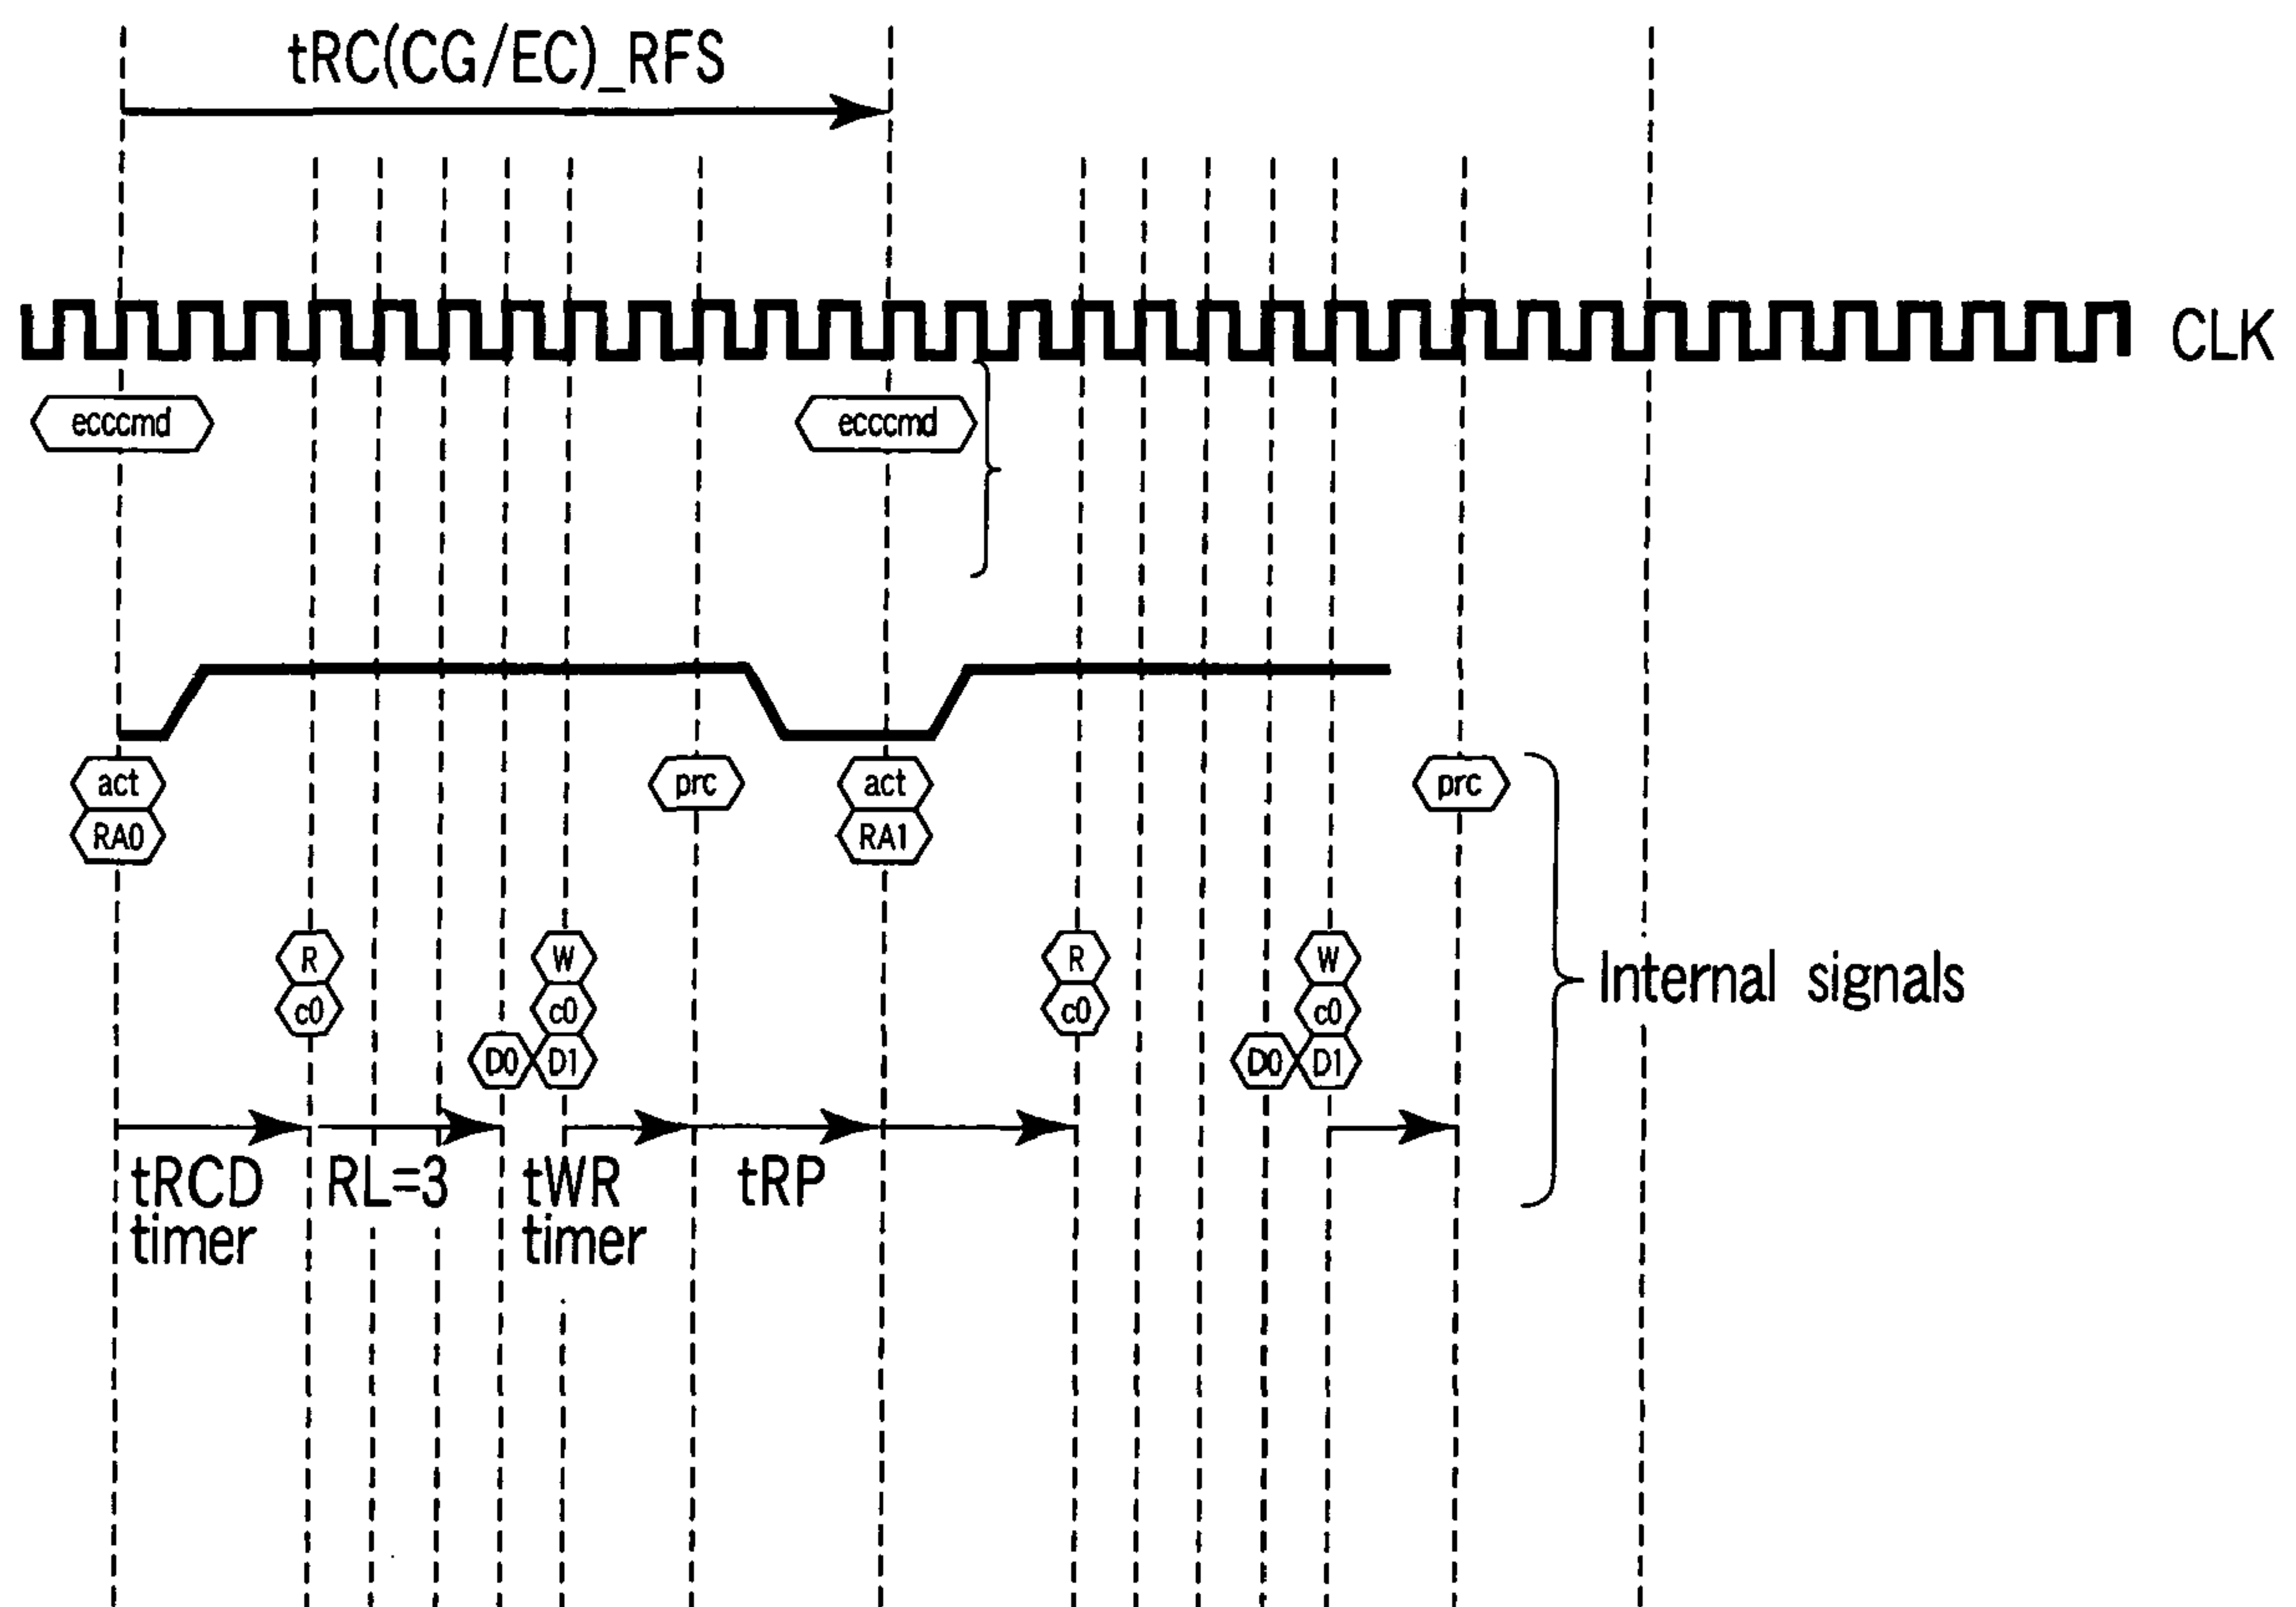 tRC(CG/EC)_RFS
CLK
ecccmd ecccmd
act prc act prc
RA0 RA1
R W R W
c0 c0 c0 c0
Internal signals
D0 D1 D0 D1
tRCD RL=3 tWR tRP
timer timer